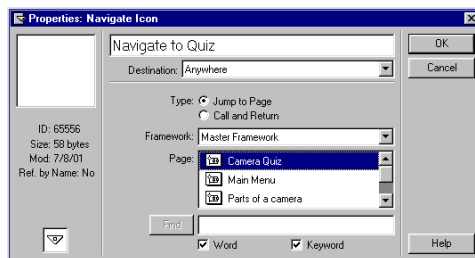 Properties: Navigate Icon
Navigate to Quiz
OK
Destination: Anywhere
Cancel
Type: Jump to Page
Call and Return
ID: 65556
Size: 58 bytes
Mod: 7/8/01
Ref. by Name: No
Framework: Master Framework
Page: Camera Quiz
Main Menu
Parts of a camera
Find
Word Keyword
Help